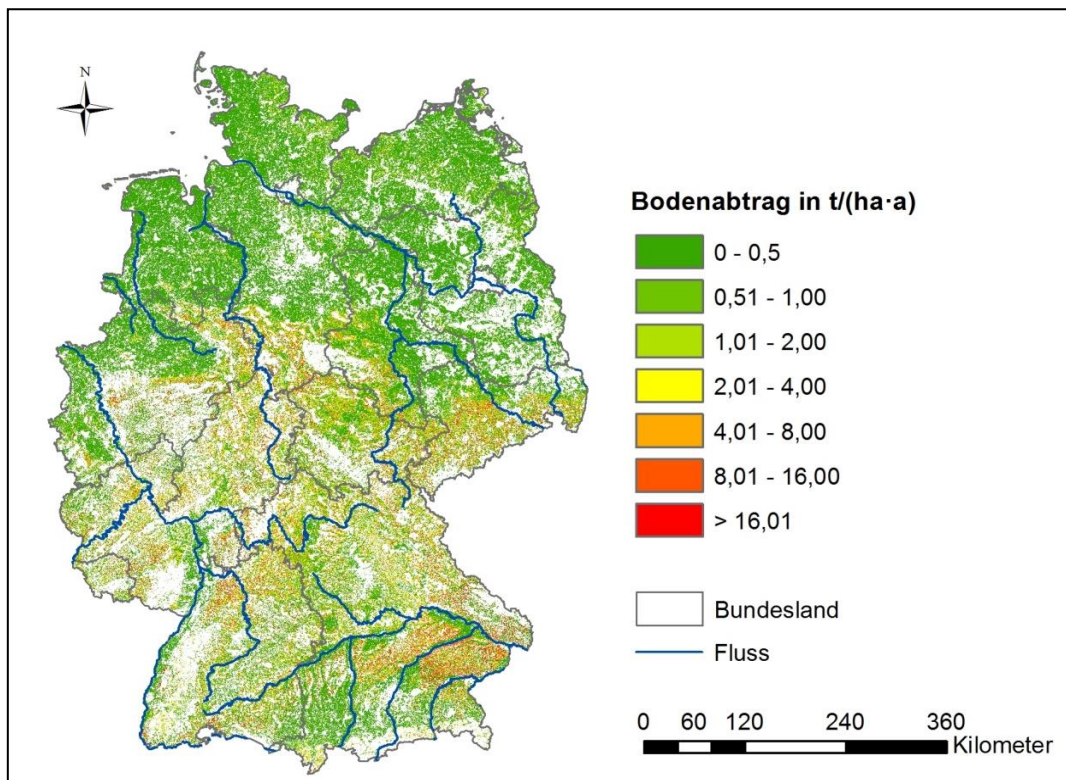 N
Bodenabtrag in t/(ha·a)
0 - 0,5
0,51 - 1,00
1,01 - 2,00
2,01 - 4,00
4,01 - 8,00
8,01 - 16,00
> 16,01
Bundesland
Fluss
0 60 120 240 360
Kilometer